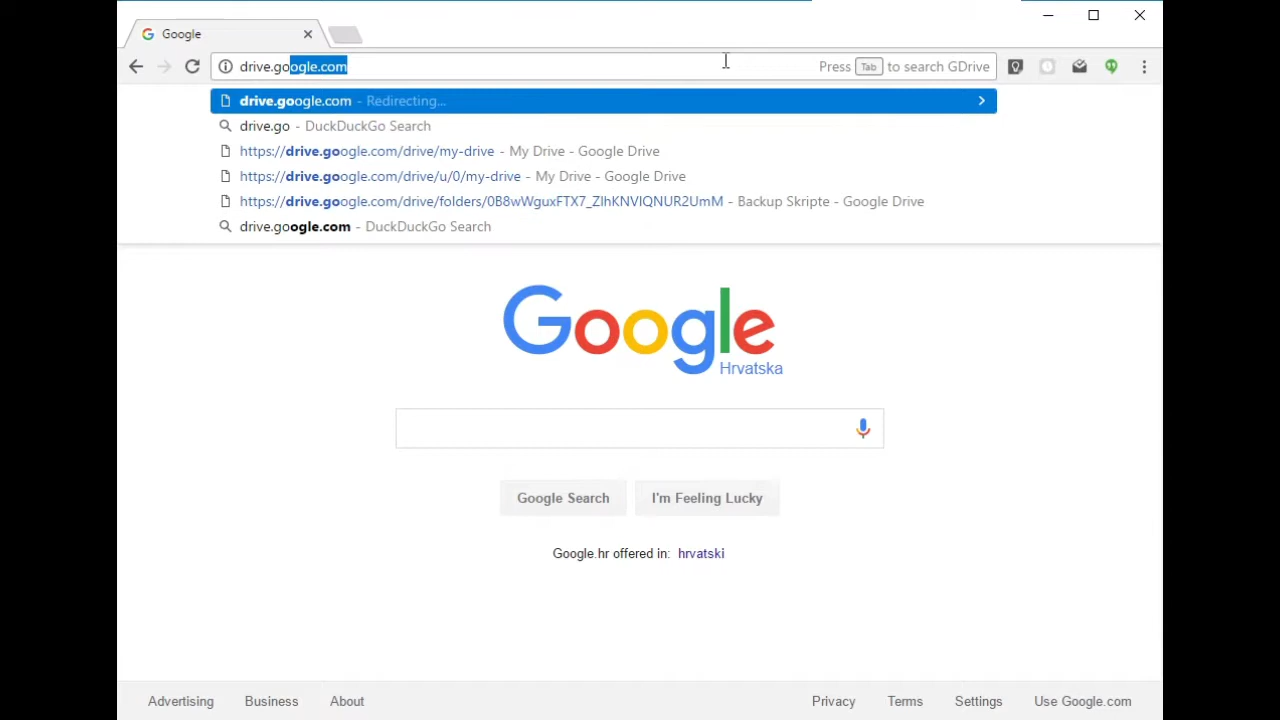 Google
drive.google.com Press Tab to search GDrive
drive.google.com - Redirecting...
drive.go - DuckDuckGo Search
https://drive.google.com/drive/my-drive - My Drive - Google Drive
https://drive.google.com/drive/u/0/my-drive - My Drive - Google Drive
https://drive.google.com/drive/folders/0B8wWguxFTX7_ZlhKNVlQNUR2UmM - Backup Skripte - Google Drive
drive.google.com - DuckDuckGo Search
Google
Hrvatska
Google Search I'm Feeling Lucky
Google.hr offered in: hrvatski
Advertising Business About Privacy Terms Settings Use Google.com